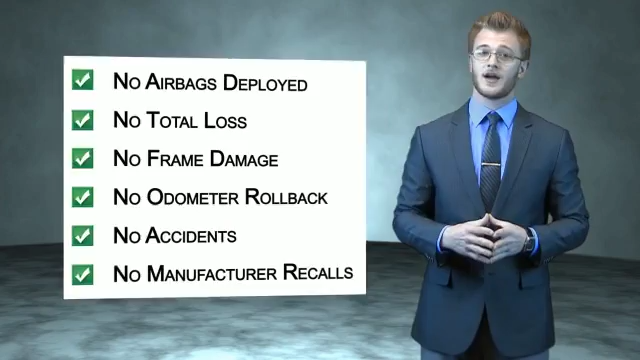 No Airbags Deployed
No Total Loss
No Frame Damage
No Odometer Rollback
No Accidents
No Manufacturer Recalls